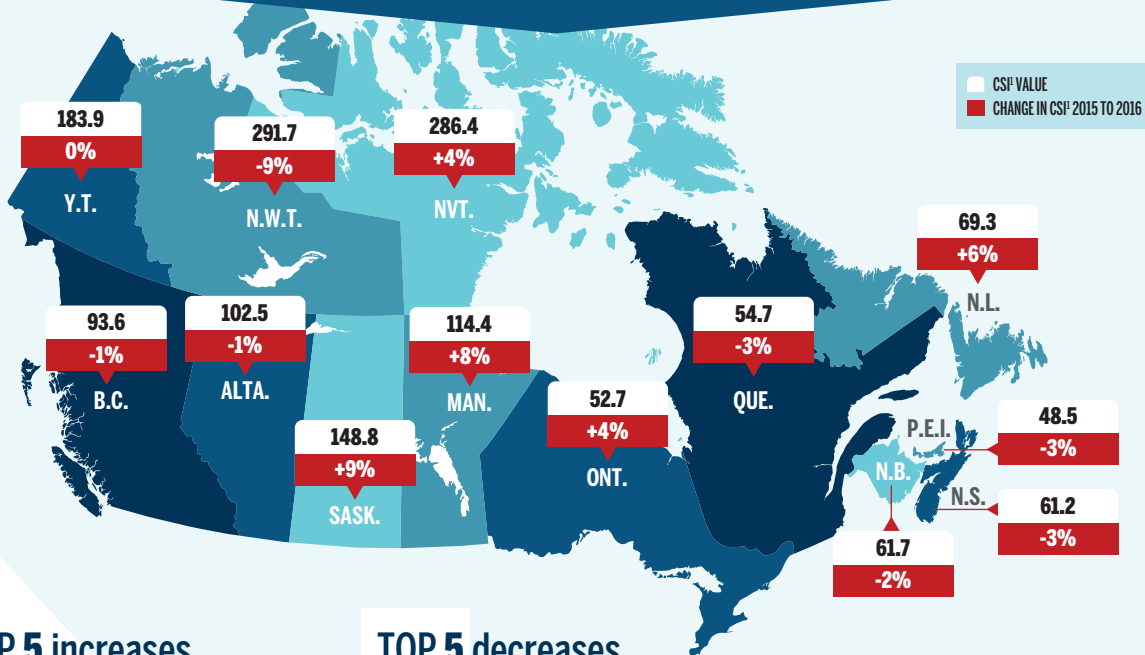 CSI¹ VALUE
CHANGE IN CSI¹ 2015 TO 2016
183.9
0%
Y.T.
291.7
-9%
N.W.T.
286.4
+4%
NVT.
69.3
+6%
N.L.
93.6
-1%
B.C.
102.5
-1%
ALTA.
114.4
+8%
MAN.
54.7
-3%
QUE.
148.8
+9%
SASK.
52.7
+4%
ONT.
P.E.I.
48.5
-3%
N.B.
61.7
-2%
N.S.
61.2
-3%
P 5 increases
TOP 5 decreases